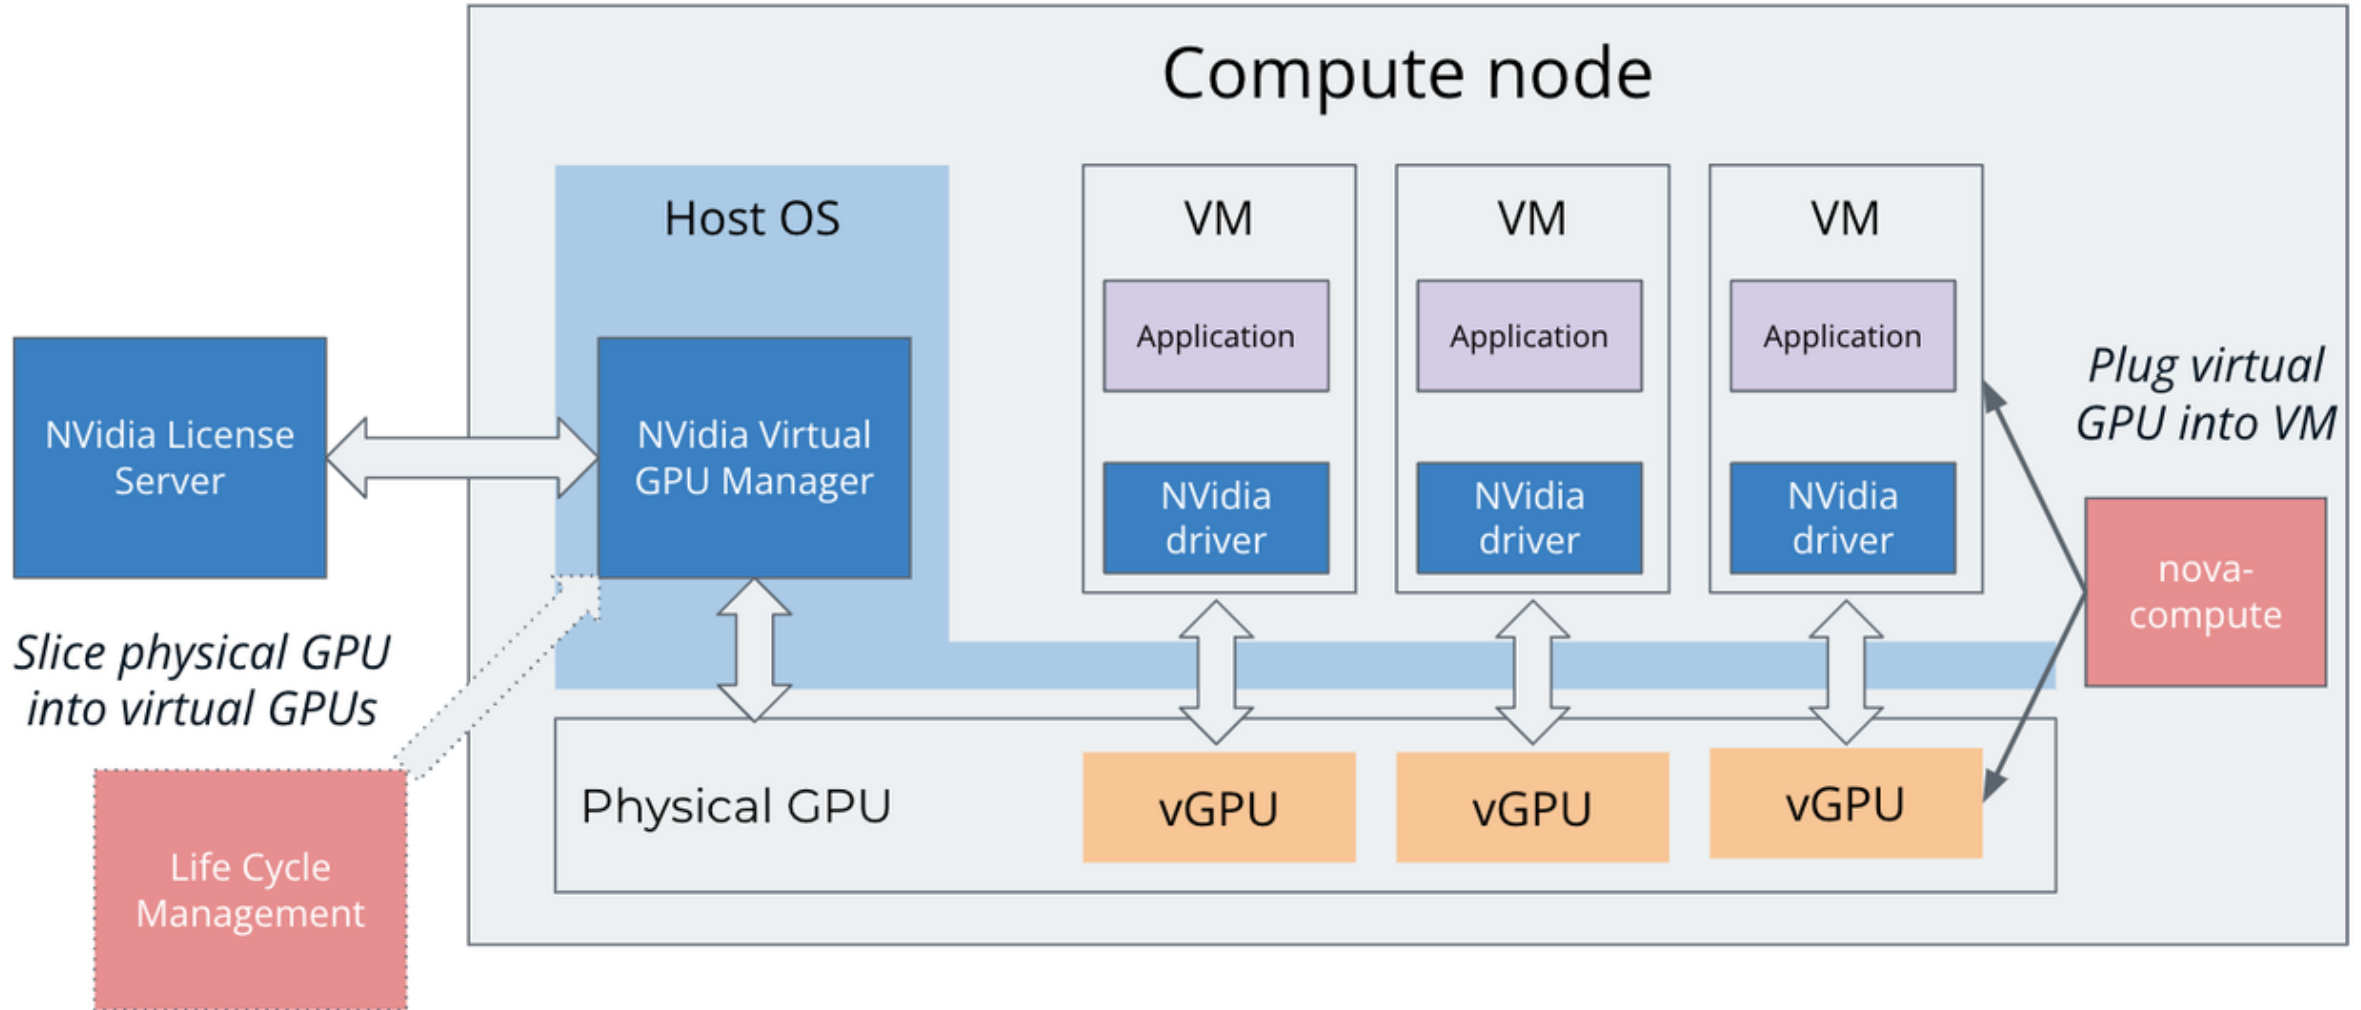 Compute node
Host OS
VM
VM
VM
Application
Application
Application
Plug virtual
GPU into VM
NVidia License
Server
NVidia Virtual
GPU Manager
NVidia
driver
NVidia
driver
NVidia
driver
nova-
compute
Slice physical GPU
into virtual GPUs
Physical GPU
vGPU
vGPU
vGPU
Life Cycle
Management